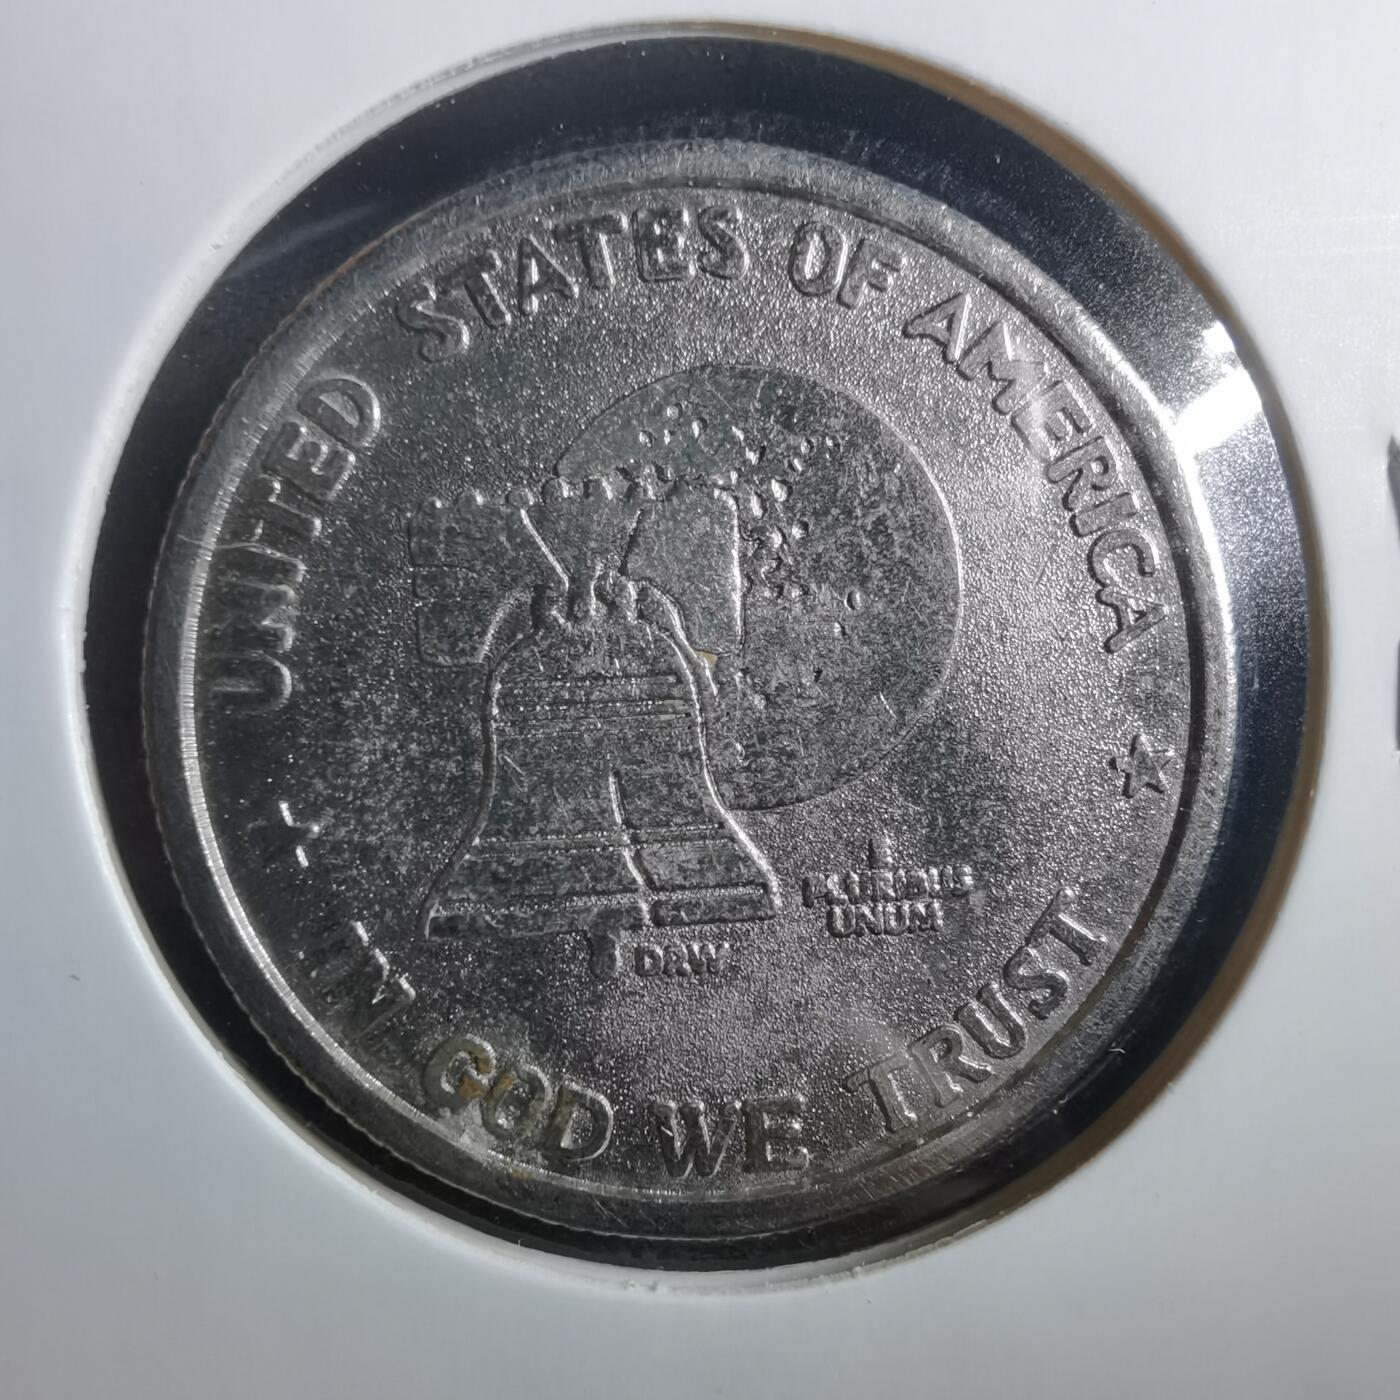 UNITED STATES OF AMERICA
E
PLURIBUS
UNUM
DRW
IN GOD WE TRUST